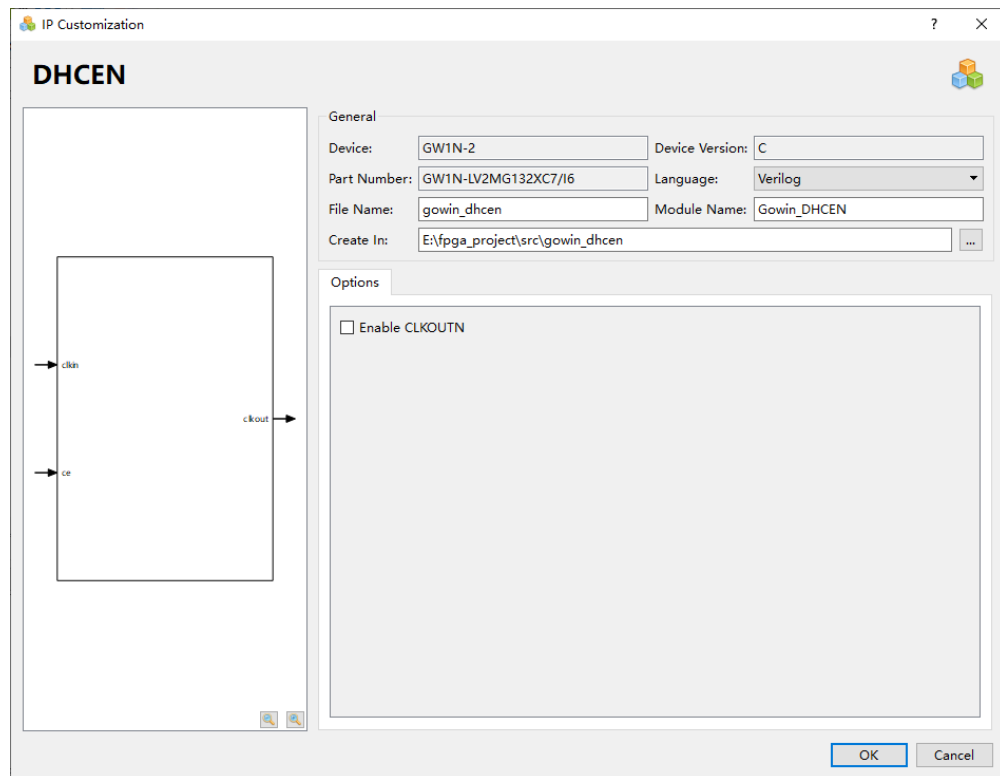 IP Customization
DHCEN
General
Device: GW1N-2 Device Version: C
Part Number: GW1N-LV2MG132XC7/I6 Language: Verilog
File Name: gowin_dhcen Module Name: Gowin_DHCEN
Create In: E:\fpga_project\src\gowin_dhcen ...
Options
Enable CLKOUTN
clkin
clkout
ce
OK Cancel